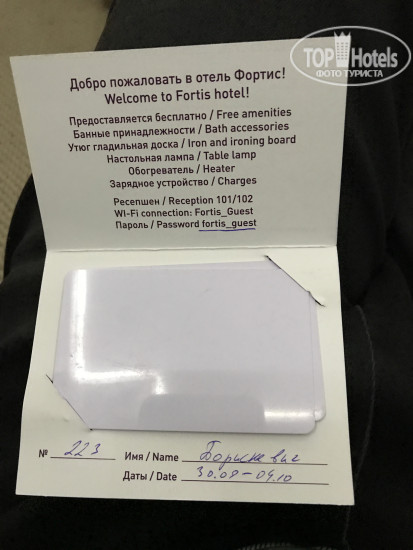 TOPHotels
ФОТО ТУРИСТА
Добро пожаловать в отель Фортис!
Welcome to Fortis hotel!
Предоставляется бесплатно / Free amenities
Банные принадлежности / Bath accessories
Утюг гладильная доска / Iron and ironing board
Настольная лампа / Table lamp
Обогреватель / Heater
Зарядное устройство / Charges
Ресепшен / Reception 101/102
WI-Fi connection: Fortis_Guest
Пароль / Password fortis_guest
№ 223 Имя / Name
Даты / Date 30.09-04.10